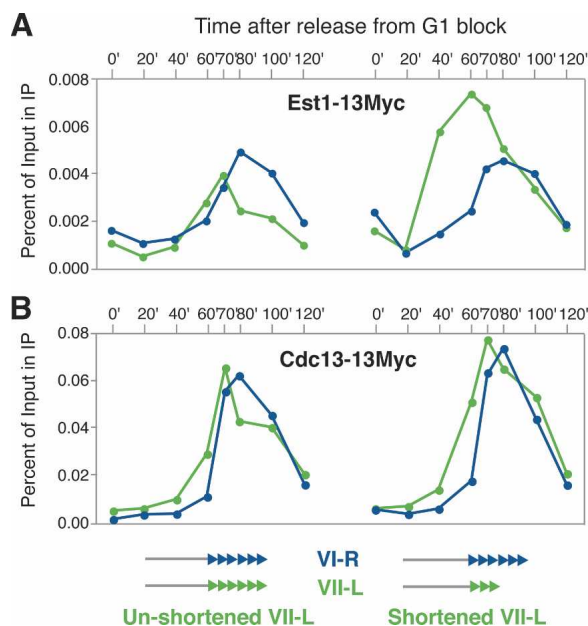 A
Time after release from G1 block
0' 20' 40' 60' 70' 80' 100' 120' 0' 20' 40' 60' 70' 80' 100' 120'
Percent of Input in IP
0.008
0.006
0.004
0.002
0.000
Est1-13Myc
B
0' 20' 40' 60' 70' 80' 100' 120' 0' 20' 40' 60' 70' 80' 100' 120'
Percent of Input in IP
0.08
0.06
0.04
0.02
0.00
Cdc13-13Myc
VI-R
VII-L
Un-shortened VII-L Shortened VII-L